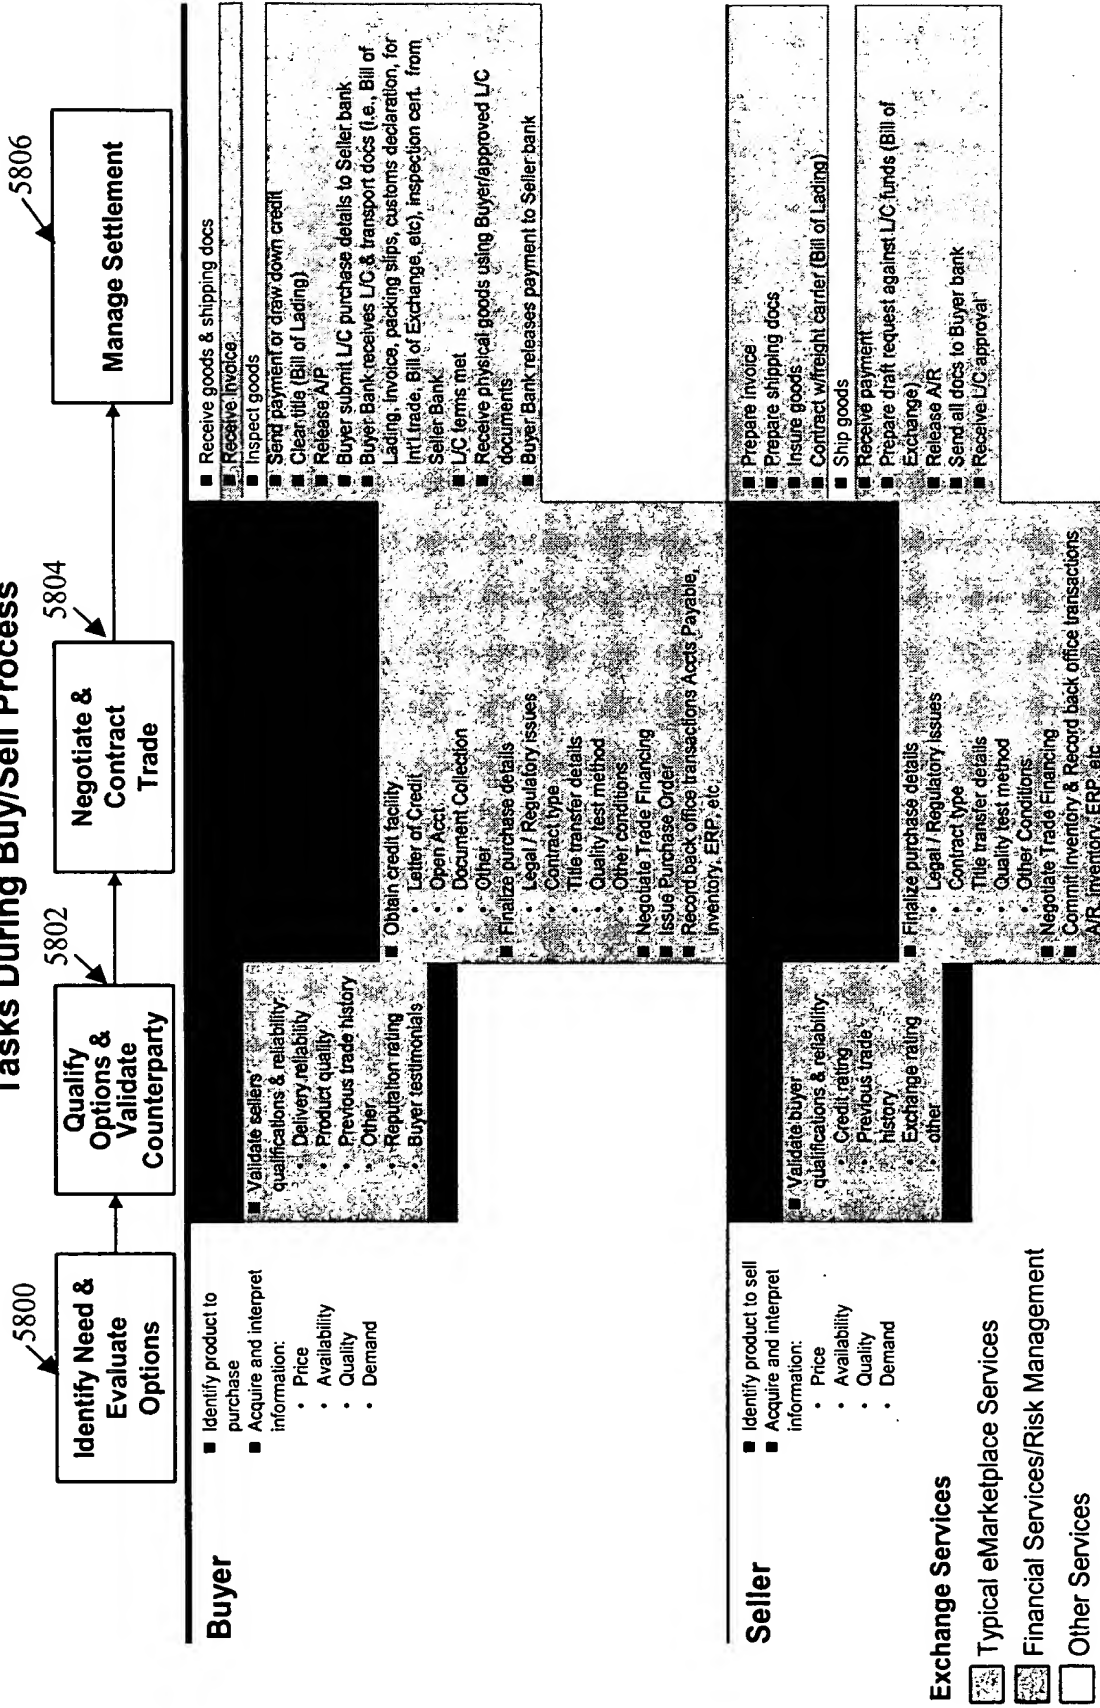 Tasks During Buy/Sell Process
5800
Identify Need &
Evaluate
Options
5802
Qualify
Options &
Validate
Counterparty
5804
Negotiate &
Contract
Trade
5806
Manage Settlement
Buyer
■ Identify product to
purchase
■ Acquire and interpret
information:
• Price
• Availability
• Quality
• Demand
■ Validate sellers'
qualifications & reliability:
• Delivery reliability
• Product quality
• Previous trade history
• Other
• Reputation rating
• Buyer testimonials
■ Obtain credit facility
• Letter of Credit
• Open Acct
• Document Collection
• Other
■ Finalize purchase details
• Legal / Regulatory issues
• Contract type
• Title transfer details
• Quality test method
• Other conditions
■ Negotiate Trade Financing
■ Issue Purchase Order
■ Record back office transactions Accts Payable,
Inventory, ERP, etc.
■ Receive goods & shipping docs
■ Receive invoice
■ Inspect goods
■ Send payment or draw down credit
■ Clear title (Bill of Lading)
■ Release A/P
■ Buyer submit L/C purchase details to Seller bank
■ Buyer Bank receives L/C & transport docs (i.e., Bill of
Lading, invoice, packing slips, customs declaration, for
Int'l trade, Bill of Exchange, etc), inspection cert. from
Seller Bank
■ L/C terms met
■ Receive physical goods using Buyer/approved L/C
documents
■ Buyer Bank releases payment to Seller bank
Seller
■ Identify product to sell
■ Acquire and interpret
information:
• Price
• Availability
• Quality
• Demand
■ Validate buyer
qualifications & reliability:
• Credit rating
• Previous trade
history
• Exchange rating
• other
■ Finalize purchase details
• Legal / Regulatory issues
• Contract type
• Title transfer details
• Quality test method
• Other Conditions
■ Negotiate Trade Financing
■ Commit Inventory & Record back office transactions
A/R, Inventory, ERP, etc
■ Prepare invoice
■ Prepare shipping docs
■ Insure goods
■ Contract w/freight carrier (Bill of Lading)
■ Ship goods
■ Receive payment
■ Prepare draft request against L/C funds (Bill of
Exchange)
■ Release A/R
■ Send all docs to Buyer bank
■ Receive L/C approval
Exchange Services
Typical eMarketplace Services
Financial Services/Risk Management
Other Services